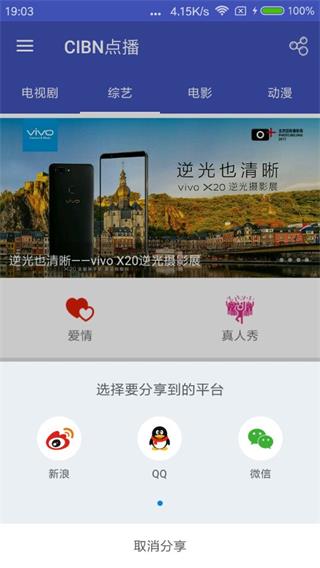 19:03
4.15K/s
100%
CIBN点播
电视剧
综艺
电影
动漫
vivo
逆光也清晰
vivo X20 逆光摄影展
逆光也清晰——vivo X20逆光摄影展
爱情
真人秀
选择要分享到的平台
新浪
QQ
微信
取消分享